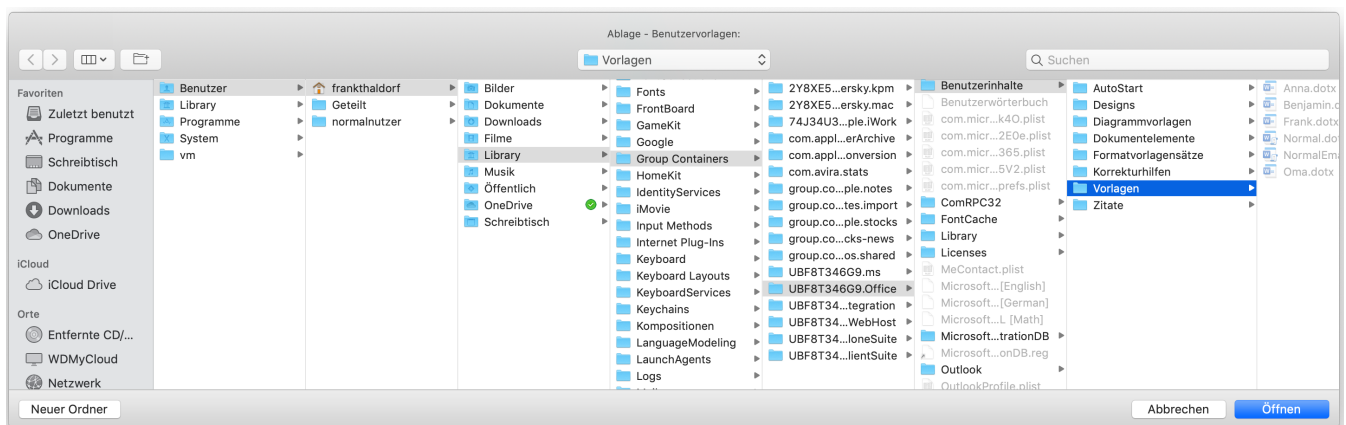 Ablage - Benutzervorlagen:
Vorlagen
Suchen
Favoriten
Zuletzt benutzt
Programme
Schreibtisch
Dokumente
Downloads
OneDrive
iCloud
iCloud Drive
Orte
Entfernte CD/...
WDMyCloud
Netzwerk
Benutzer
Library
Programme
System
vm
frankthaldorf
Geteilt
normalnutzer
Bilder
Dokumente
Downloads
Filme
Library
Musik
Öffentlich
OneDrive
Schreibtisch
Fonts
FrontBoard
GameKit
Google
Group Containers
HomeKit
IdentityServices
iMovie
Input Methods
Internet Plug-Ins
Keyboard
Keyboard Layouts
KeyboardServices
Keychains
Kompositionen
LanguageModeling
LaunchAgents
Logs
2Y8XE5...ersky.kpm
2Y8XE5...ersky.mac
74J34U3...ple.iWork
com.appl...erArchive
com.appl...onversion
com.avira.stats
group.co...ple.notes
group.co...tes.import
group.co...ple.stocks
group.co...cks-news
group.co...os.shared
UBF8T346G9.ms
UBF8T346G9.Office
UBF8T34...tegration
UBF8T34...WebHost
UBF8T34...loneSuite
UBF8T34...lientSuite
Benutzerinhalte
Benutzerwörterbuch
com.micr...k4O.plist
com.micr...2E0e.plist
com.micr...365.plist
com.micr...5V2.plist
com.micr...prefs.plist
ComRPC32
FontCache
Library
Licenses
MeContact.plist
Microsoft...[English]
Microsoft...[German]
Microsoft...L [Math]
Microsoft...trationDB
Microsoft...onDB.reg
Outlook
OutlookProfile.plist
AutoStart
Designs
Diagrammvorlagen
Dokumentelemente
Formatvorlagensätze
Korrekturhilfen
Vorlagen
Zitate
Anna.dotx
Benjamin.d
Frank.dotx
Normal.do
NormalEma
Oma.dotx
Neuer Ordner
Abbrechen
Öffnen